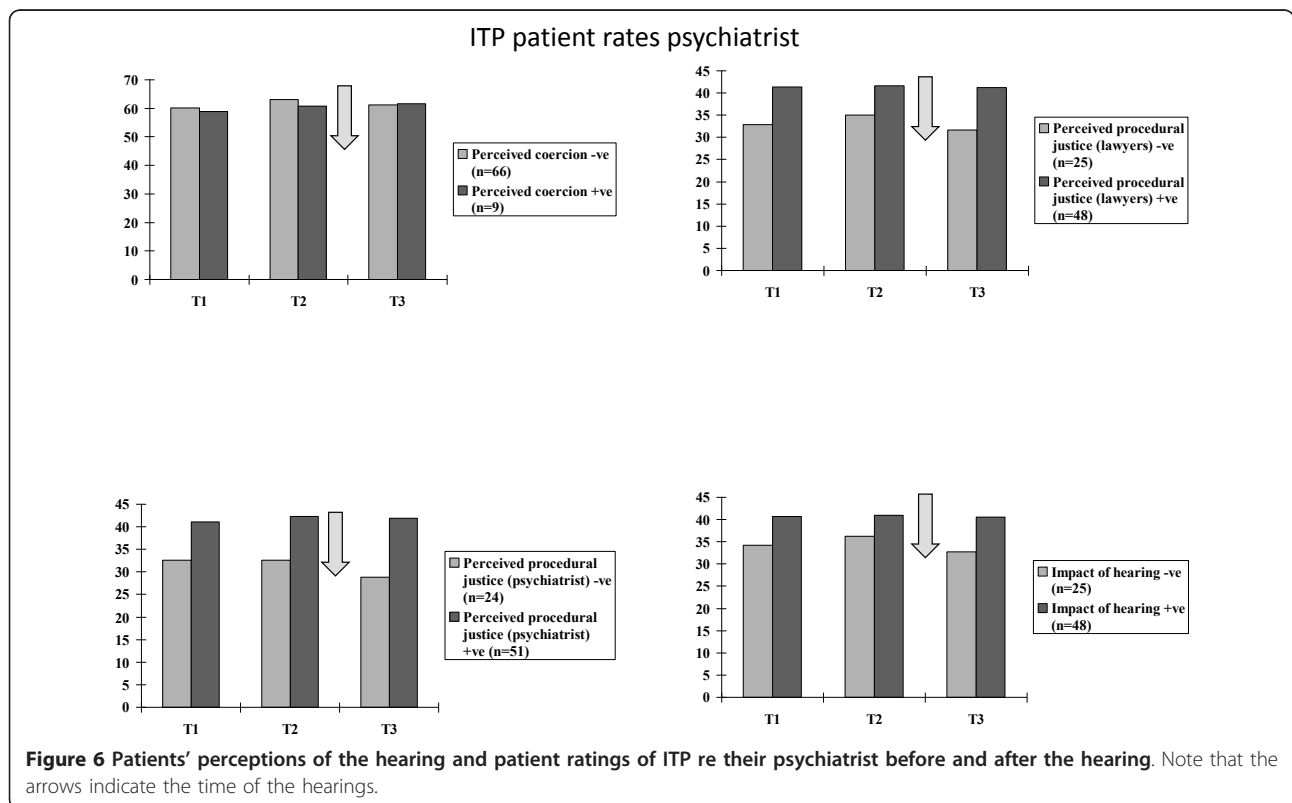 ITP patient rates psychiatrist
70
60
50
40
30
20
10
0
T1 T2 T3
Perceived coercion -ve
(n=66)
Perceived coercion +ve
(n=9)
45
40
35
30
25
20
15
10
5
0
T1 T2 T3
Perceived procedural
justice (lawyers) -ve
(n=25)
Perceived procedural
justice (lawyers) +ve
(n=48)
45
40
35
30
25
20
15
10
5
0
T1 T2 T3
Perceived procedural
justice (psychiatrist) -ve
(n=24)
Perceived procedural
justice (psychiatrist)
+ve (n=51)
45
40
35
30
25
20
15
10
5
0
T1 T2 T3
Impact of hearing -ve
(n=25)
Impact of hearing +ve
(n=48)
Figure 6 Patients’ perceptions of the hearing and patient ratings of ITP re their psychiatrist before and after the hearing. Note that the
arrows indicate the time of the hearings.